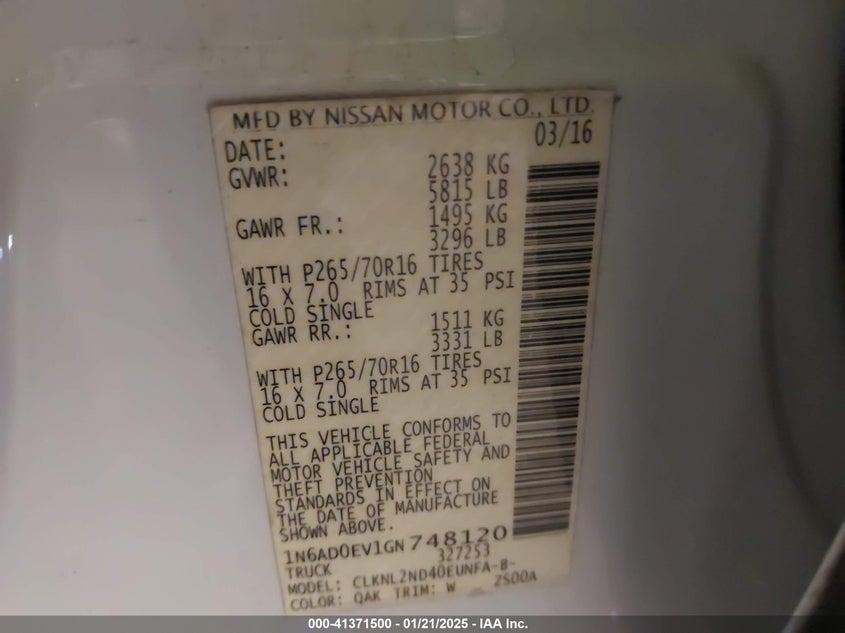 MFD BY NISSAN MOTOR CO., LTD.
DATE: 03/16
GVWR: 2638 KG
5815 LB
GAWR FR.: 1495 KG
3296 LB
WITH P265/70R16 TIRES
16 X 7.0 RIMS AT 35 PSI
COLD SINGLE
GAWR RR.: 1511 KG
3331 LB
WITH P265/70R16 TIRES
16 X 7.0 RIMS AT 35 PSI
COLD SINGLE
THIS VEHICLE CONFORMS TO
ALL APPLICABLE FEDERAL
MOTOR VEHICLE SAFETY AND
THEFT PREVENTION
STANDARDS IN EFFECT ON
THE DATE OF MANUFACTURE
SHOWN ABOVE.
1N6AD0EV1GN748120
TRUCK 327253
MODEL: CLKNL2ND40EUNFA-B-
COLOR: QAK TRIM: W ZS00A
000-41371500 - 01/21/2025 - IAA Inc.